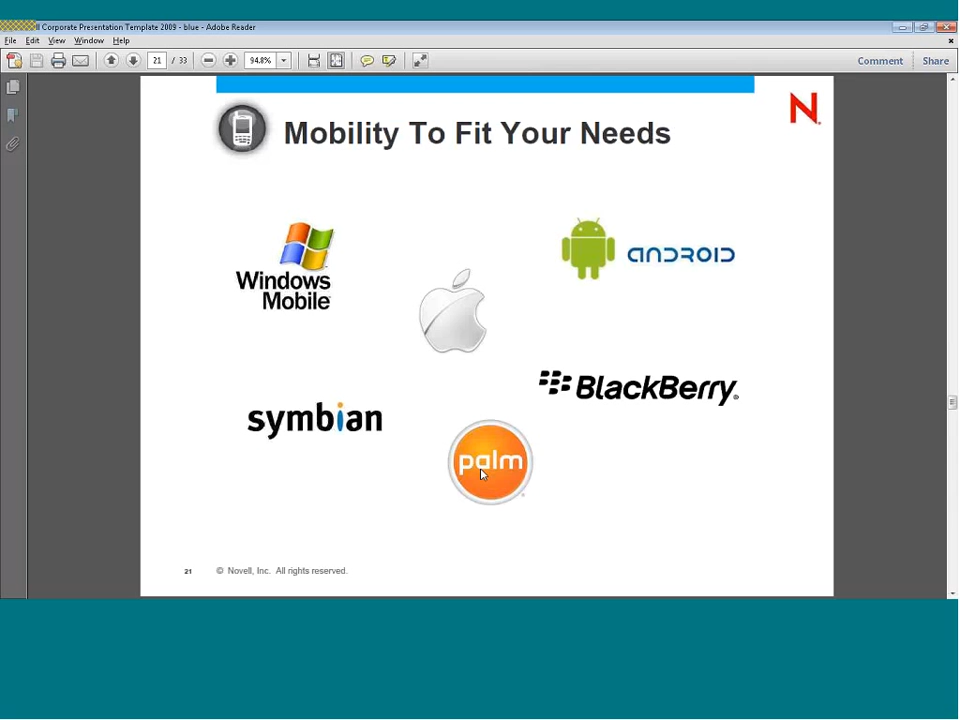 ll Corporate Presentation Template 2009 - blue - Adobe Reader
File Edit View Window Help
21 / 33 94.8% Comment Share
N
Mobility To Fit Your Needs
Windows
Mobile
ANDROID
BlackBerry
symbian
palm
21 © Novell, Inc. All rights reserved.